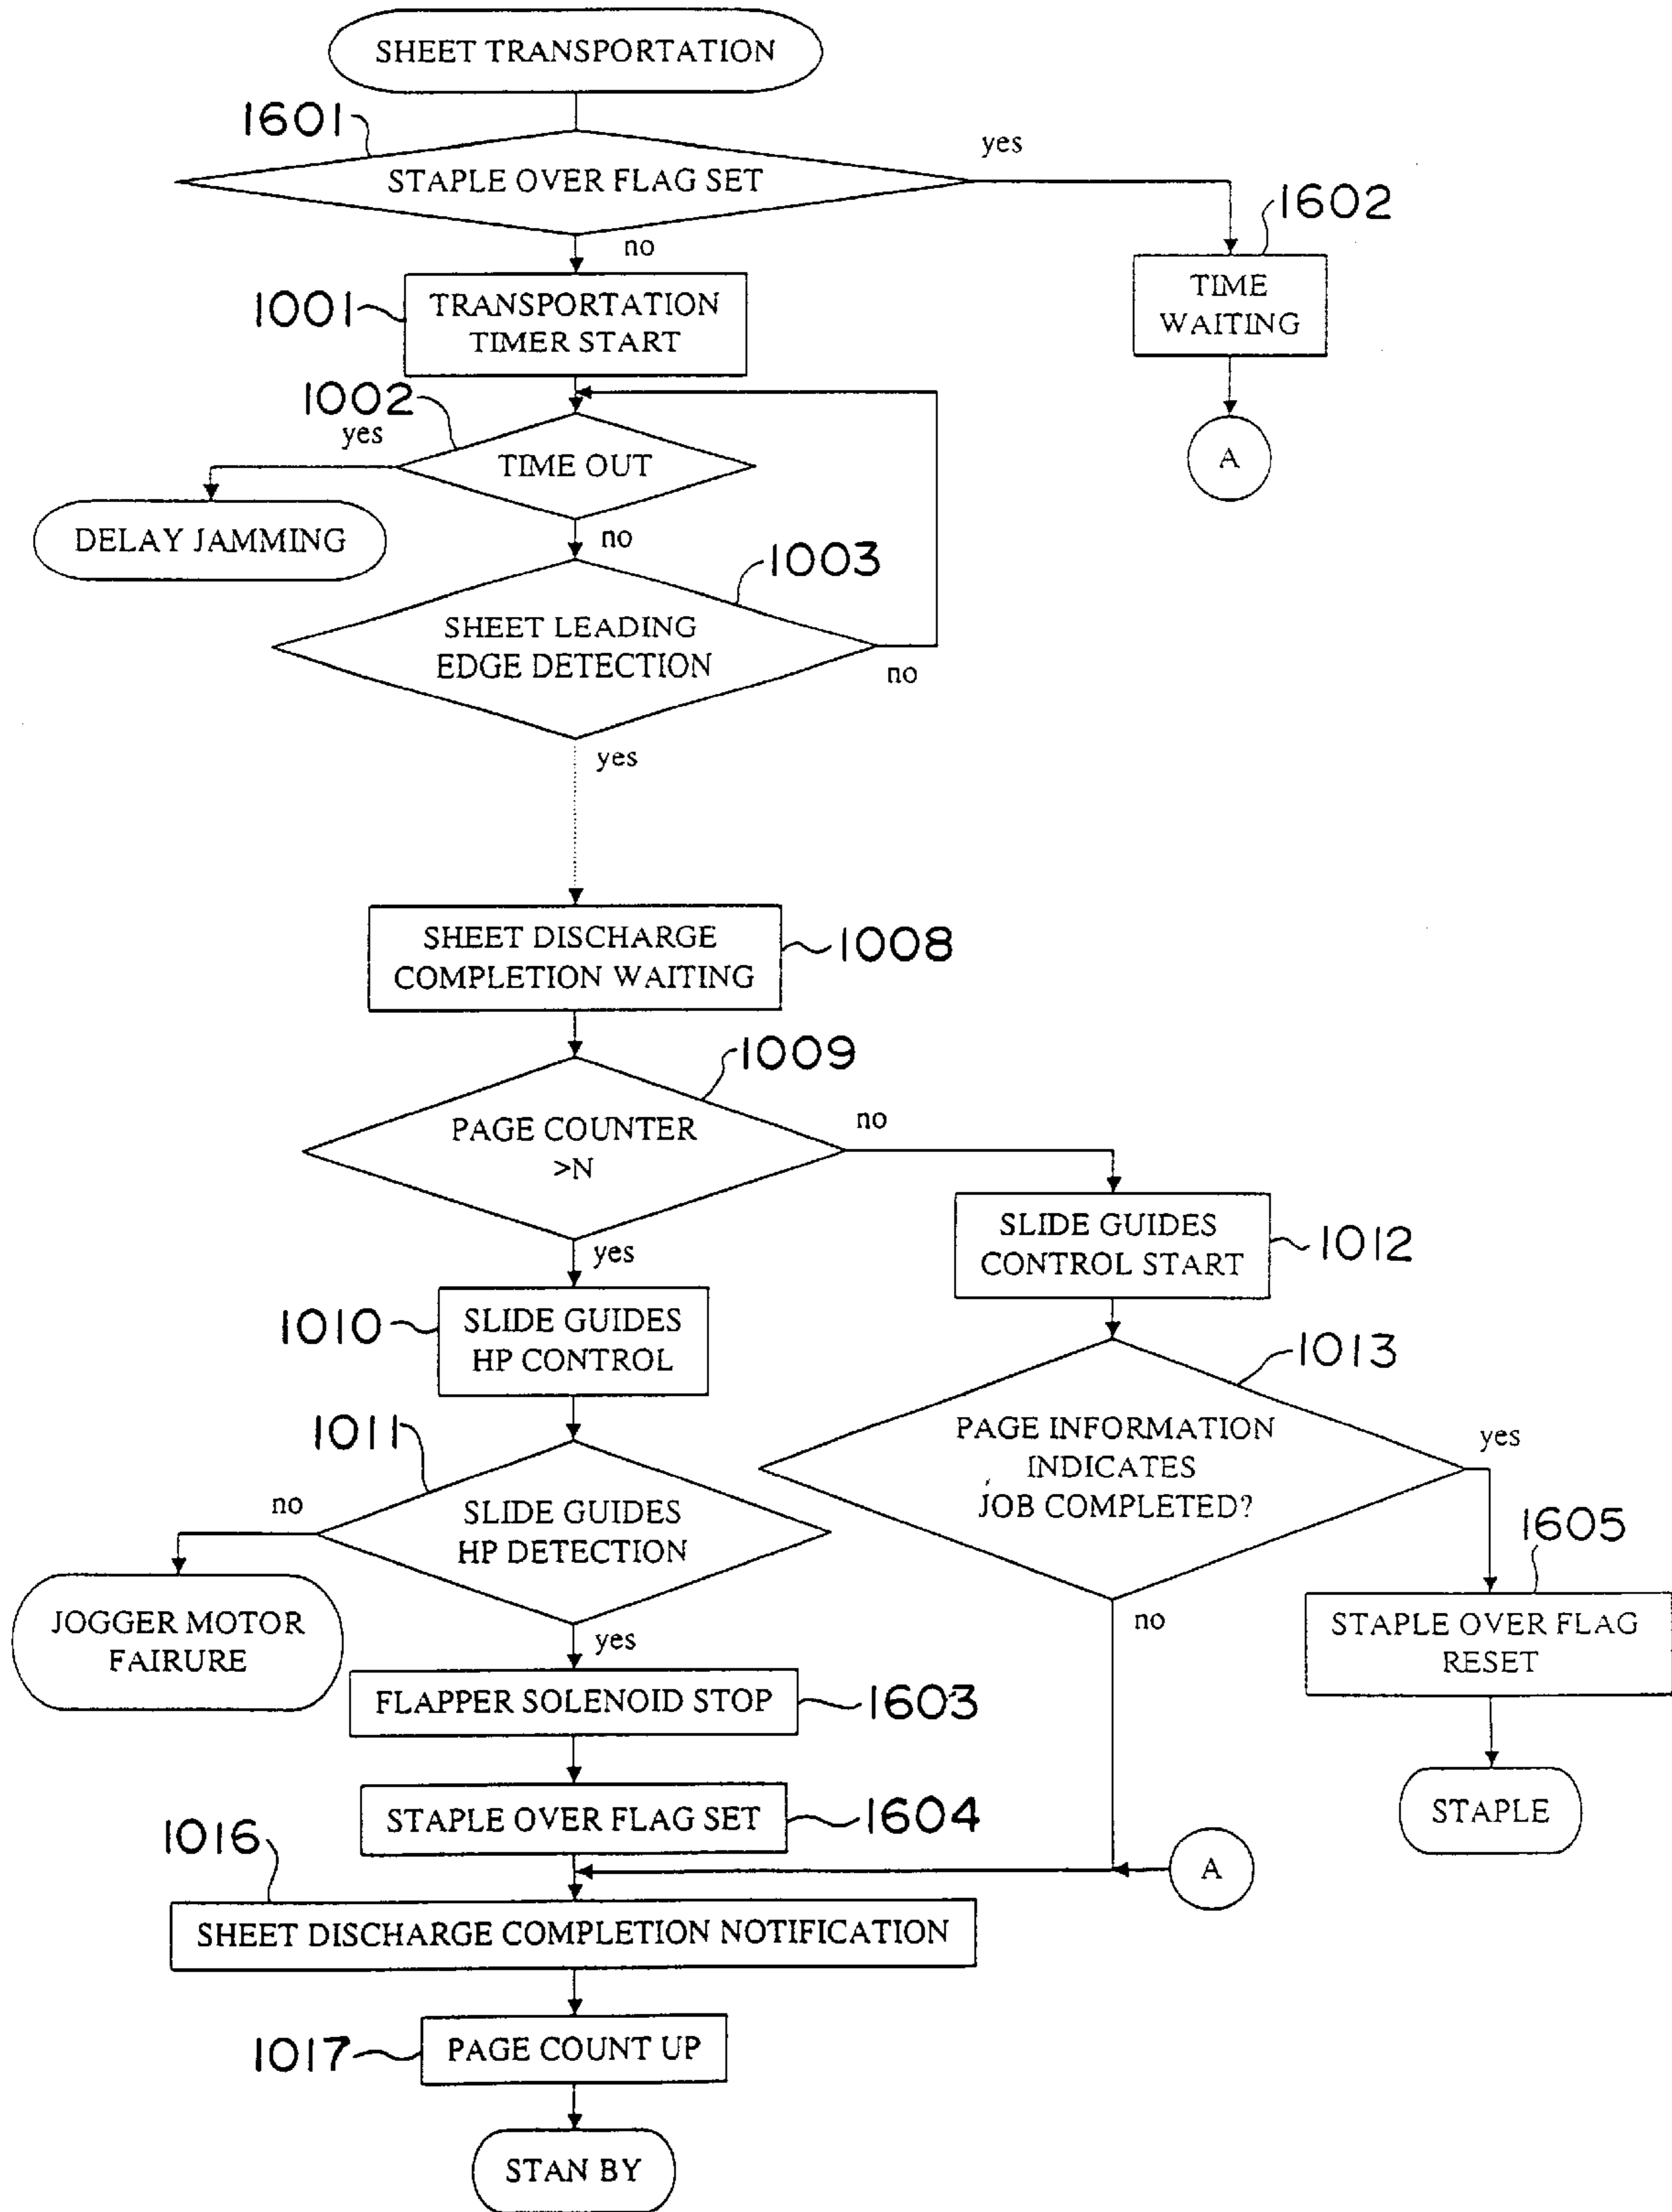 SHEET TRANSPORTATION
1601
STAPLE OVER FLAG SET
yes
no
1602
TIME
WAITING
A
1001
TRANSPORTATION
TIMER START
1002
yes
TIME OUT
DELAY JAMMING
no
1003
SHEET LEADING
EDGE DETECTION
no
yes
SHEET DISCHARGE
COMPLETION WAITING
1008
1009
PAGE COUNTER
>N
no
yes
SLIDE GUIDES
CONTROL START
1012
1010
SLIDE GUIDES
HP CONTROL
1013
PAGE INFORMATION
INDICATES
JOB COMPLETED?
yes
no
1011
no
SLIDE GUIDES
HP DETECTION
JOGGER MOTOR
FAIRURE
yes
1605
STAPLE OVER FLAG
RESET
STAPLE
FLAPPER SOLENOID STOP
1603
STAPLE OVER FLAG SET
1604
1016
A
SHEET DISCHARGE COMPLETION NOTIFICATION
1017
PAGE COUNT UP
STAN BY